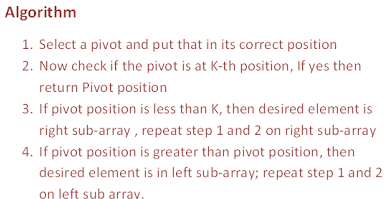 Algorithm
1. Select a pivot and put that in its correct position
2. Now check if the pivot is at K-th position, If yes then
return Pivot position
3. If pivot position is less than K, then desired element is
right sub-array , repeat step 1 and 2 on right sub-array
4. If pivot position is greater than pivot position, then
desired element is in left sub-array; repeat step 1 and 2
on left sub array.